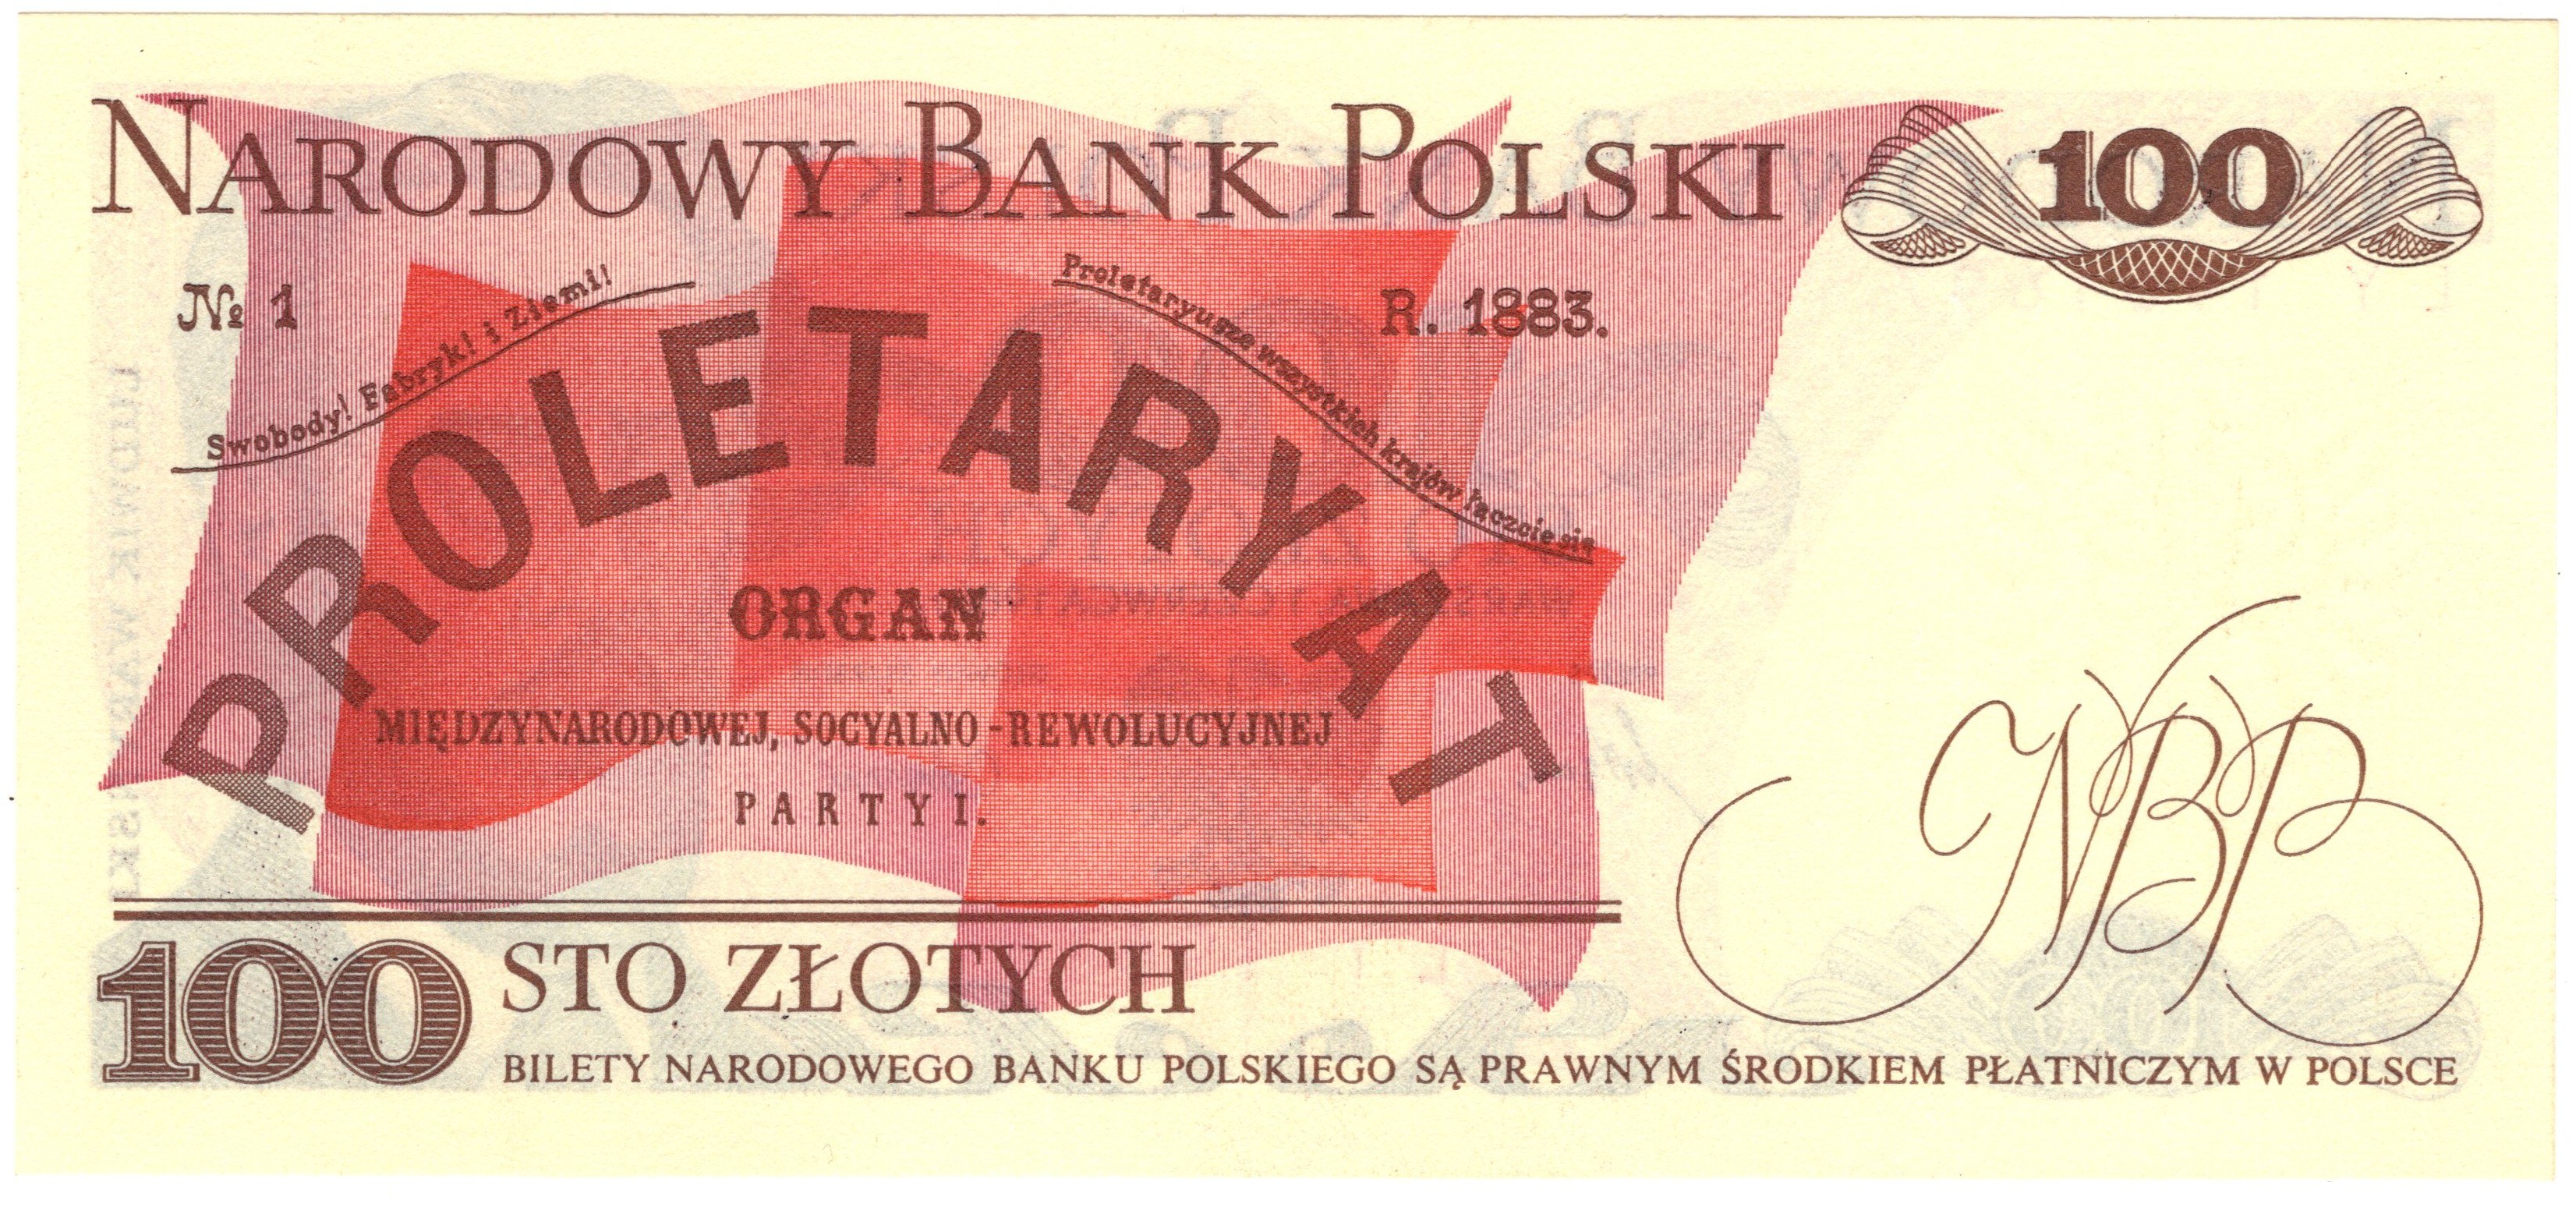 NARODOWY BANK POLSKI
100
№ 1
R. 1883.
Swobody! Fabryk! i Ziemi!
Proletaryusze wszystkich krajów łączcie się
PROLETARYAT
ORGAN
MIĘDZYNARODOWEJ, SOCYALNO-REWOLUCYJNEJ
PARTYI.
NBP
100 STO ZŁOTYCH
BILETY NARODOWEGO BANKU POLSKIEGO SĄ PRAWNYM ŚRODKIEM PŁATNICZYM W POLSCE